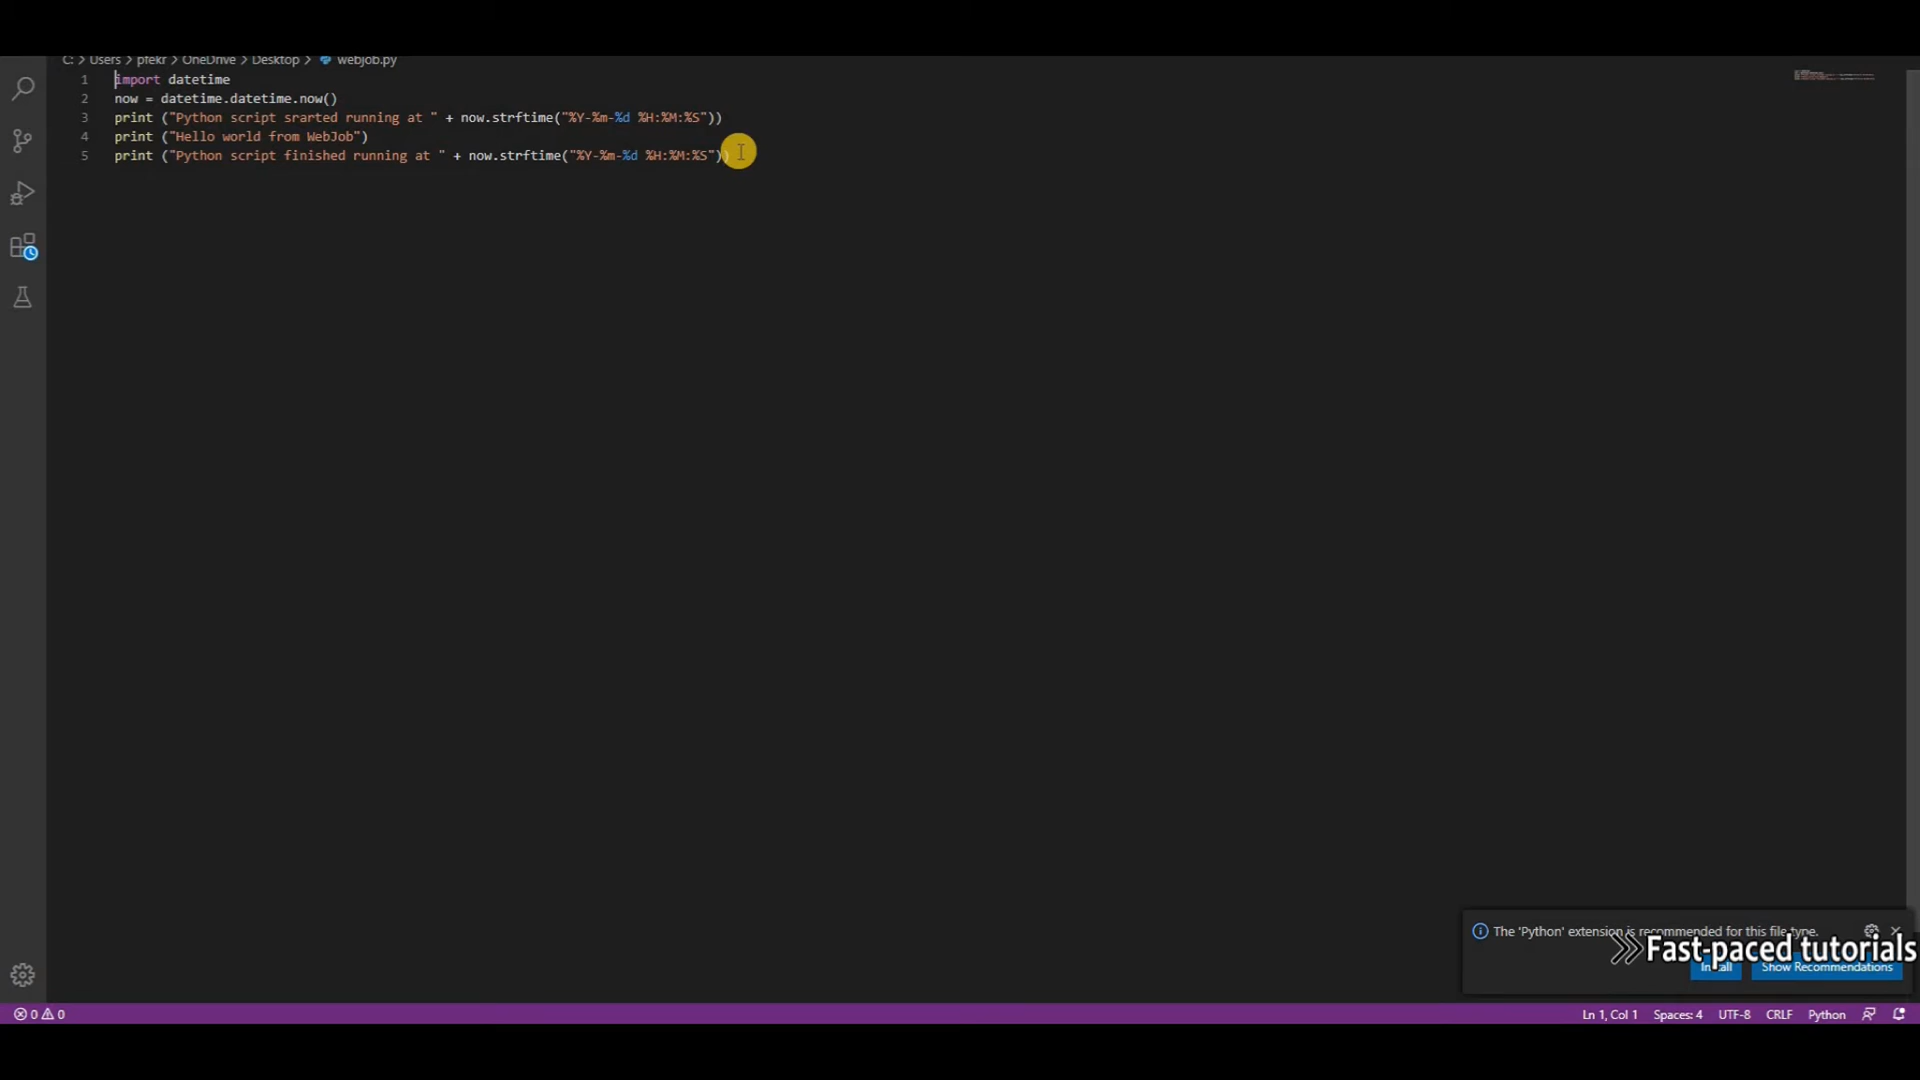 C: > Users > pfekr > OneDrive > Desktop > webjob.py
1 import datetime
2 now = datetime.datetime.now()
3 print ("Python script srarted running at " + now.strftime("%Y-%m-%d %H:%M:%S"))
4 print ("Hello world from WebJob")
5 print ("Python script finished running at " + now.strftime("%Y-%m-%d %H:%M:%S"))
The 'Python' extension is recommended for this file type.
Fast-paced tutorials
Install Show Recommendations
0 0 Ln 1, Col 1 Spaces: 4 UTF-8 CRLF Python